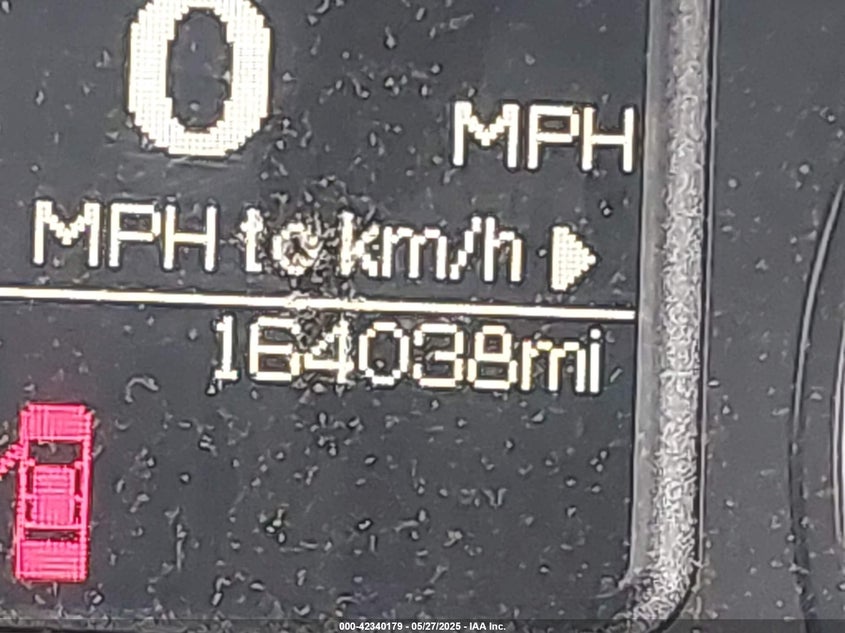 0
MPH
MPH to km/h
164038mi
000-42340179 - 05/27/2025 - IAA Inc.